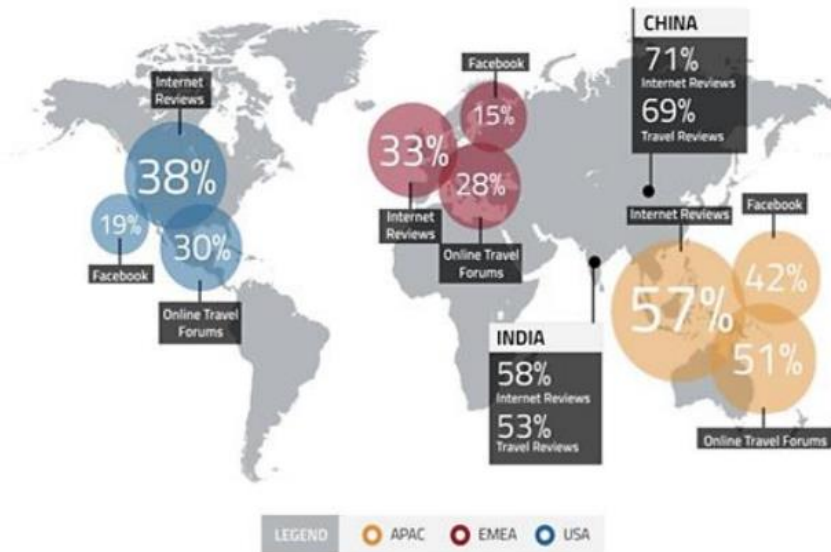 CHINA
71%
Internet Reviews
69%
Travel Reviews
Internet
Reviews
38%
19%
Facebook
30%
Online Travel
Forums
Facebook
15%
33%
28%
Internet
Reviews
Online Travel
Forums
INDIA
58%
Internet Reviews
53%
Travel Reviews
Internet Reviews
57%
Facebook
42%
51%
Online Travel Forums
LEGEND APAC EMEA USA